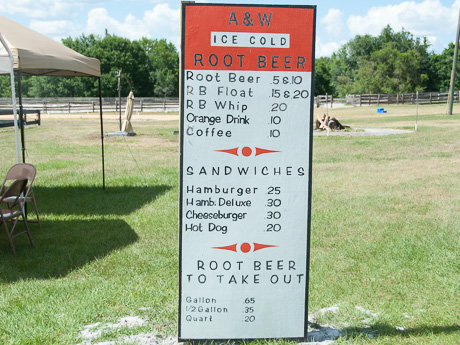 A & W
ICE COLD
ROOT BEER
Root Beer .5 & .10
R B Float .15 & 20
R B Whip .20
Orange Drink .10
Coffee .10
SANDWICHES
Hamburger .25
Hamb. Deluxe .30
Cheeseburger .30
Hot Dog .20
ROOT BEER
TO TAKE OUT
Gallon .65
1/2 Gallon .35
Quart .20